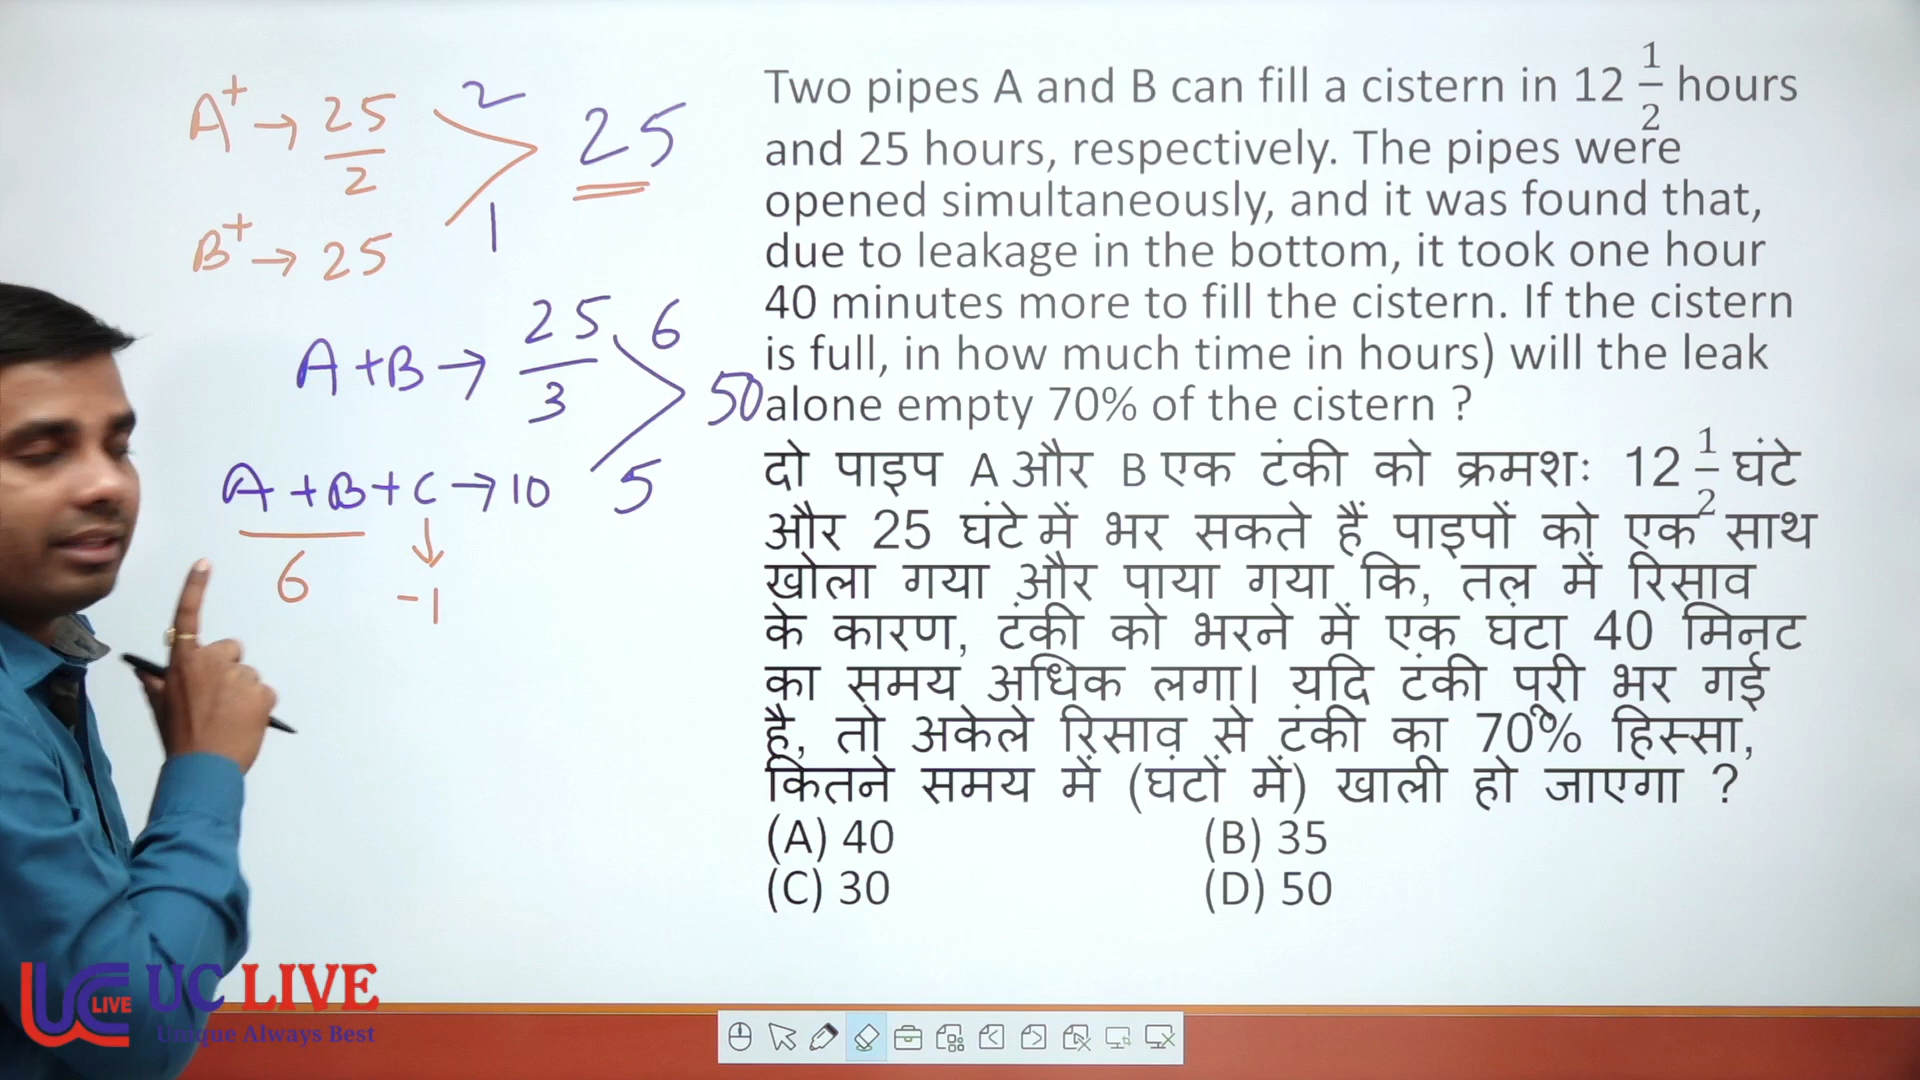 A⁺ → 25/2 2
25
B⁺ → 25 1
A+B → 25/3 6
50
A+B+C → 10 5
6 -1
Two pipes A and B can fill a cistern in 12 1/2 hours
and 25 hours, respectively. The pipes were
opened simultaneously, and it was found that,
due to leakage in the bottom, it took one hour
40 minutes more to fill the cistern. If the cistern
is full, in how much time in hours) will the leak
alone empty 70% of the cistern ?
दो पाइप A और B एक टंकी को क्रमशः 12 1/2 घंटे
और 25 घंटे में भर सकते हैं पाइपों को एक साथ
खोला गया और पाया गया कि, तल में रिसाव
के कारण, टंकी को भरने में एक घंटा 40 मिनट
का समय अधिक लगा। यदि टंकी पूरी भर गई
है, तो अकेले रिसाव से टंकी का 70% हिस्सा,
कितने समय में (घंटों में) खाली हो जाएगा ?
(A) 40 (B) 35
(C) 30 (D) 50
UC LIVE UC LIVE
Unique Always Best